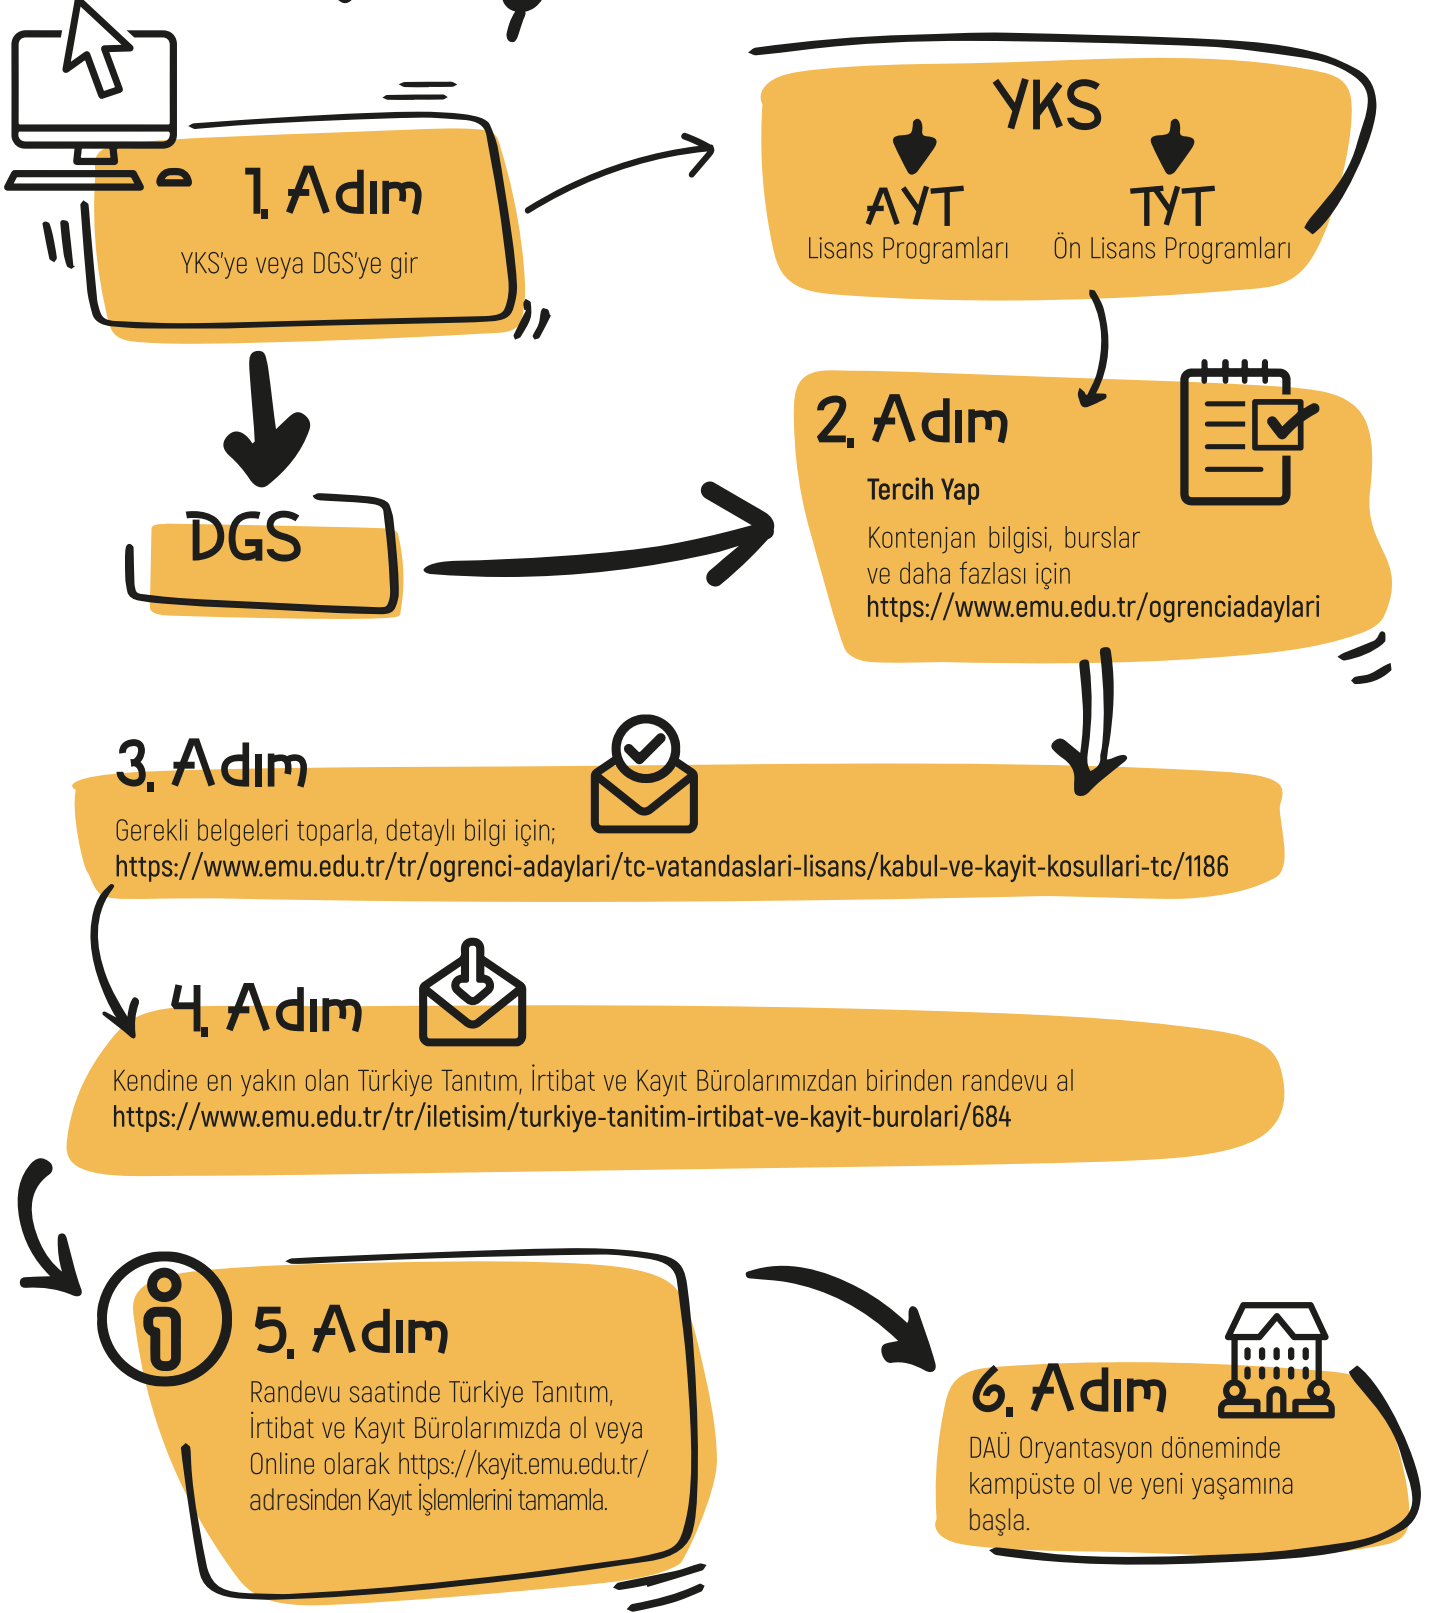 1. Adım
YKS'ye veya DGS'ye gir
YKS
AYT
Lisans Programları
TYT
Ön Lisans Programları
DGS
2. Adım
Tercih Yap
Kontenjan bilgisi, burslar
ve daha fazlası için
https://www.emu.edu.tr/ogrenciadaylari
3. Adım
Gerekli belgeleri toparla, detaylı bilgi için;
https://www.emu.edu.tr/tr/ogrenci-adaylari/tc-vatandaslari-lisans/kabul-ve-kayit-kosullari-tc/1186
4. Adım
Kendine en yakın olan Türkiye Tanıtım, İrtibat ve Kayıt Bürolarımızdan birinden randevu al
https://www.emu.edu.tr/tr/iletisim/turkiye-tanitim-irtibat-ve-kayit-burolari/684
5. Adım
Randevu saatinde Türkiye Tanıtım,
İrtibat ve Kayıt Bürolarımızda ol veya
Online olarak https://kayit.emu.edu.tr/
adresinden Kayıt İşlemlerini tamamla.
6. Adım
DAÜ Oryantasyon döneminde
kampüste ol ve yeni yaşamına
başla.